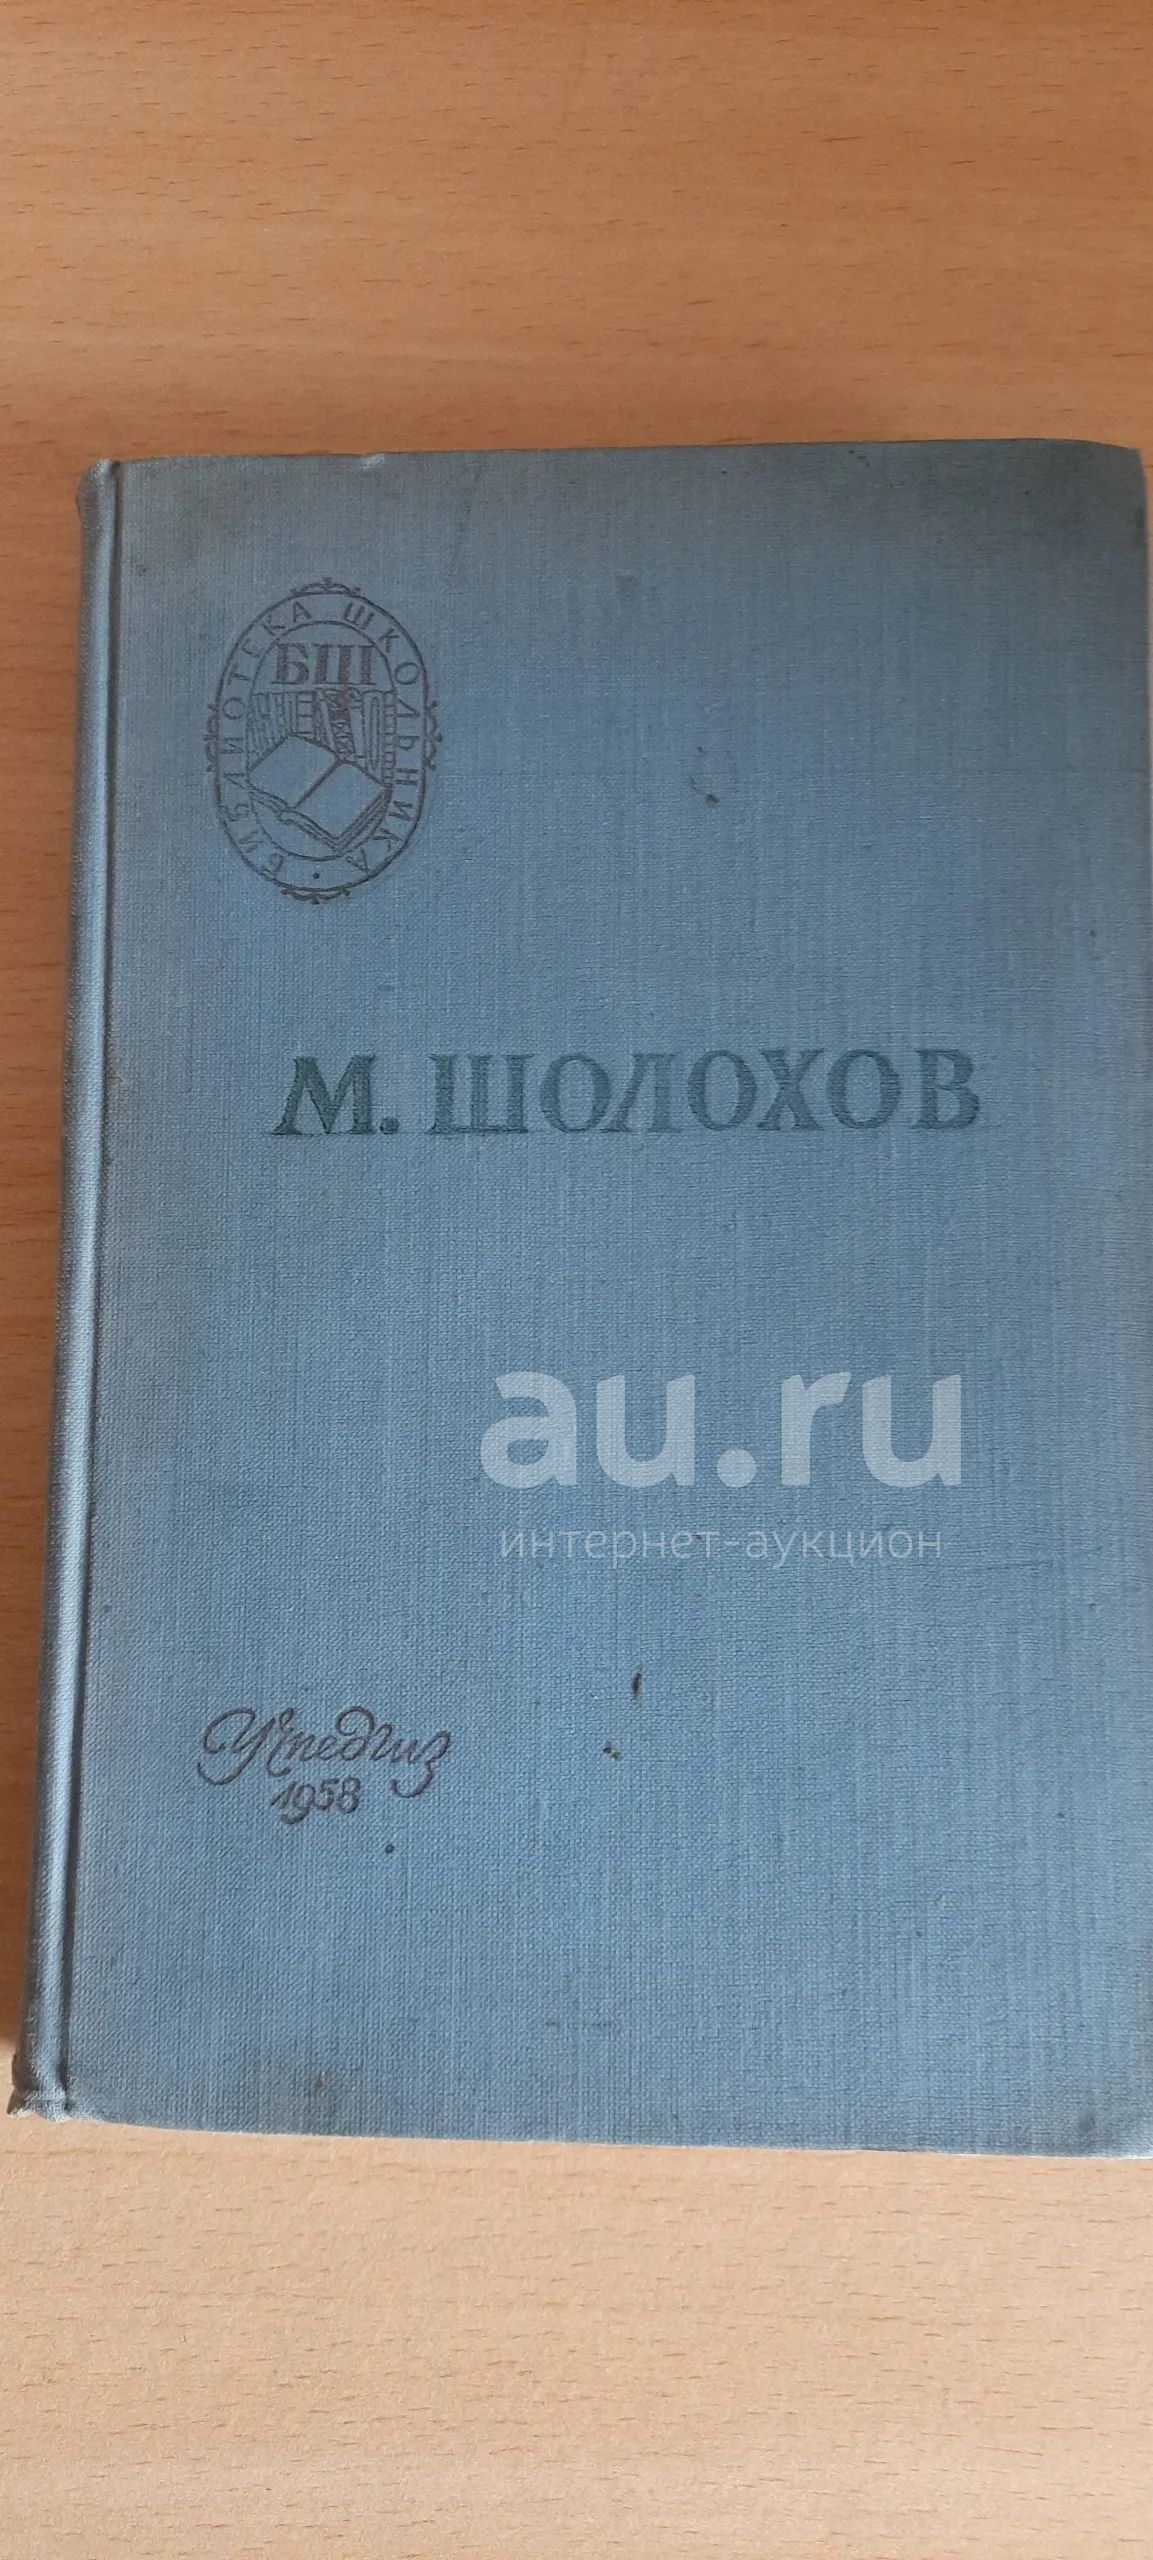 БИБЛИОТЕКА ШКОЛЬНИКА
БШ
М. ШОЛОХОВ
au.ru
интернет-аукцион
Учпедгиз
1958